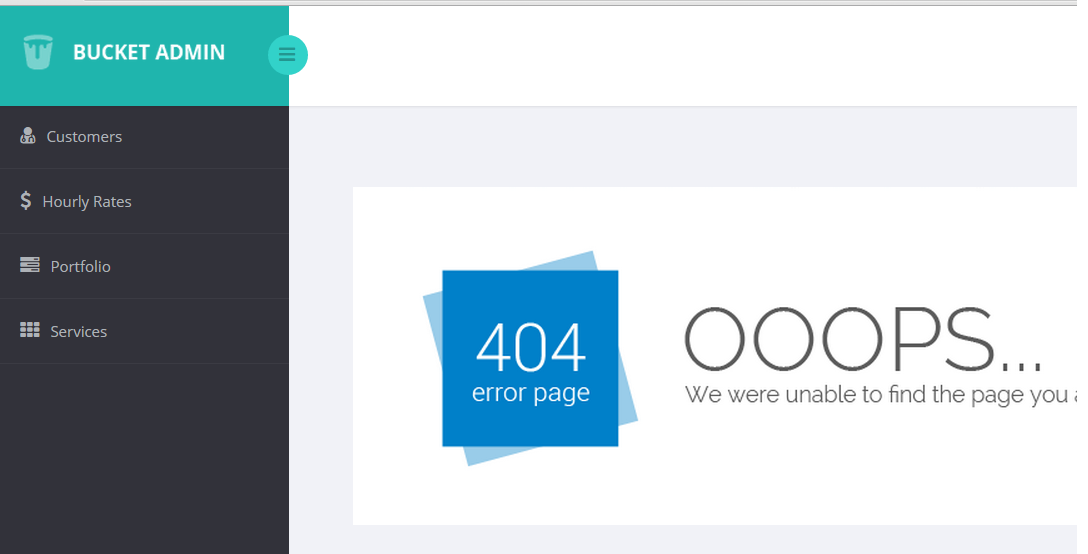 BUCKET ADMIN
Customers
Hourly Rates
Portfolio
Services
404
error page
OOOPS...
We were unable to find the page you